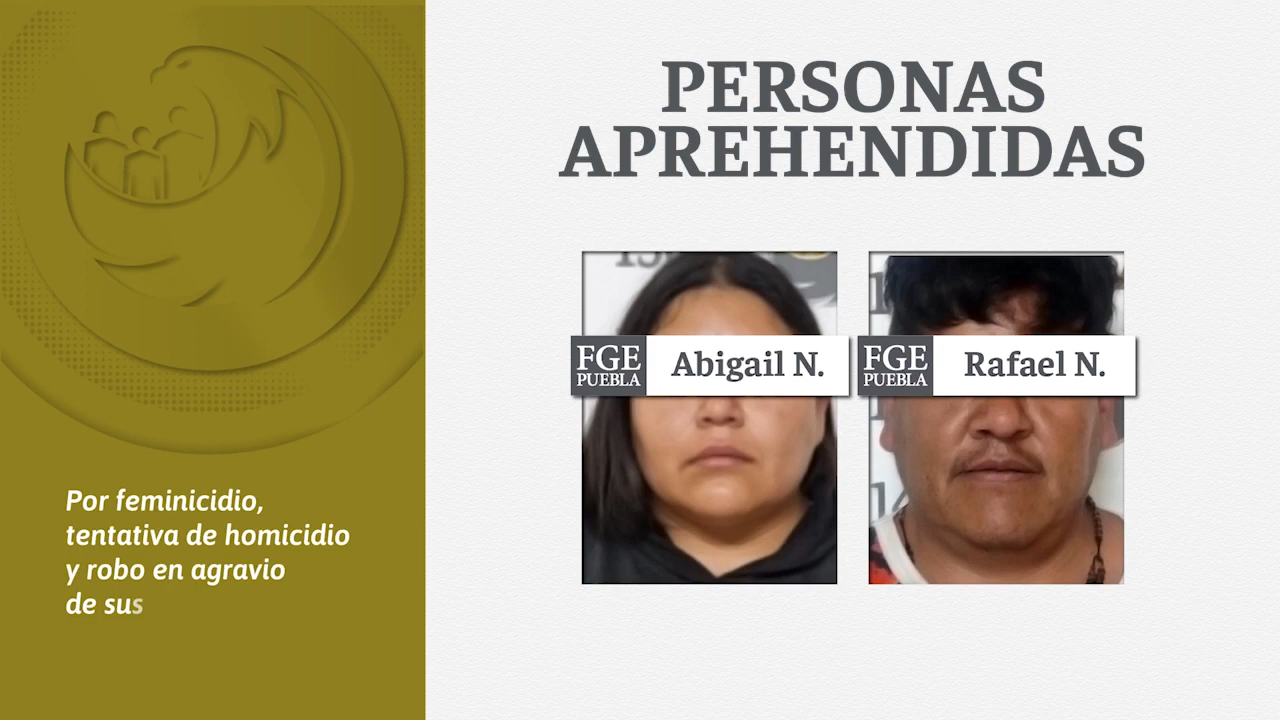 PERSONAS
APREHENDIDAS
FGE
PUEBLA
Abigail N.
FGE
PUEBLA
Rafael N.
Por feminicidio,
tentativa de homicidio
y robo en agravio
de sus